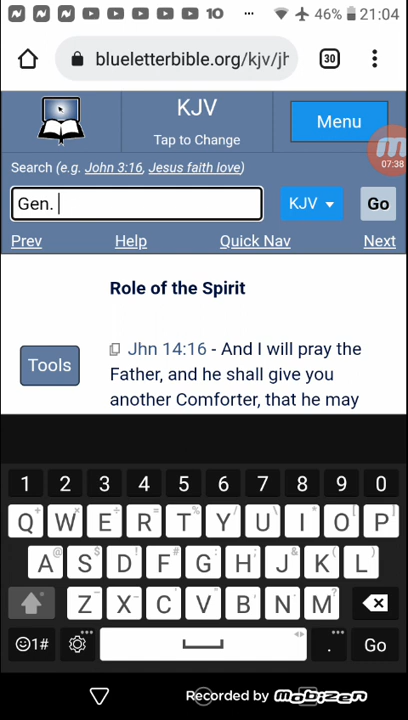 10 ... 46% 21:04
blueletterbible.org/kjv/jh
30
KJV
Tap to Change
Menu
07:38
Search (e.g. John 3:16, Jesus faith love)
Gen.
KJV
Go
Prev Help Quick Nav Next
Role of the Spirit
Tools
Jhn 14:16 - And I will pray the
Father, and he shall give you
another Comforter, that he may
1 2 3 4 5 6 7 8 9 0
Q W E R T Y U I O P
A S D F G H J K L
Z X C V B N M
1# . Go
Recorded by mobizen